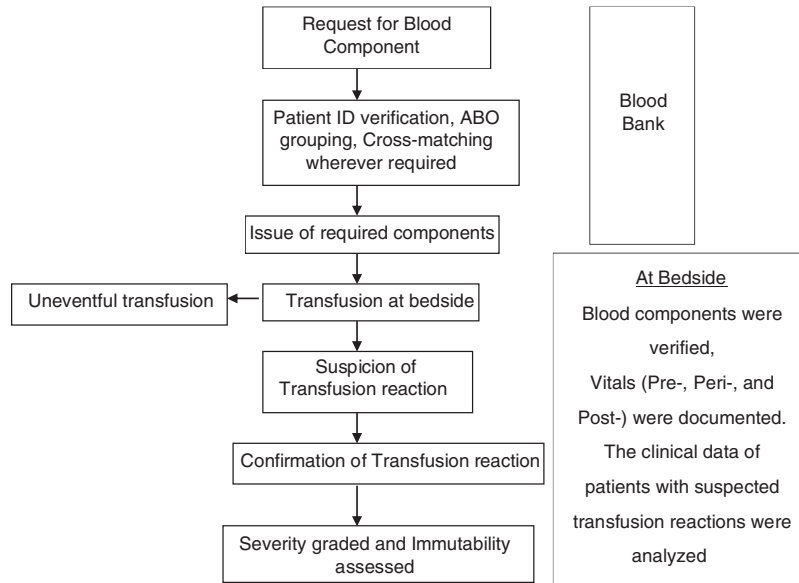 Request for Blood
Component
Patient ID verification, ABO
grouping, Cross-matching
wherever required
Issue of required components
Uneventful transfusion
Transfusion at bedside
Suspicion of
Transfusion reaction
Confirmation of Transfusion reaction
Severity graded and Immutability
assessed
Blood
Bank
At Bedside
Blood components were
verified,
Vitals (Pre-, Peri-, and
Post-) were documented.
The clinical data of
patients with suspected
transfusion reactions were
analyzed